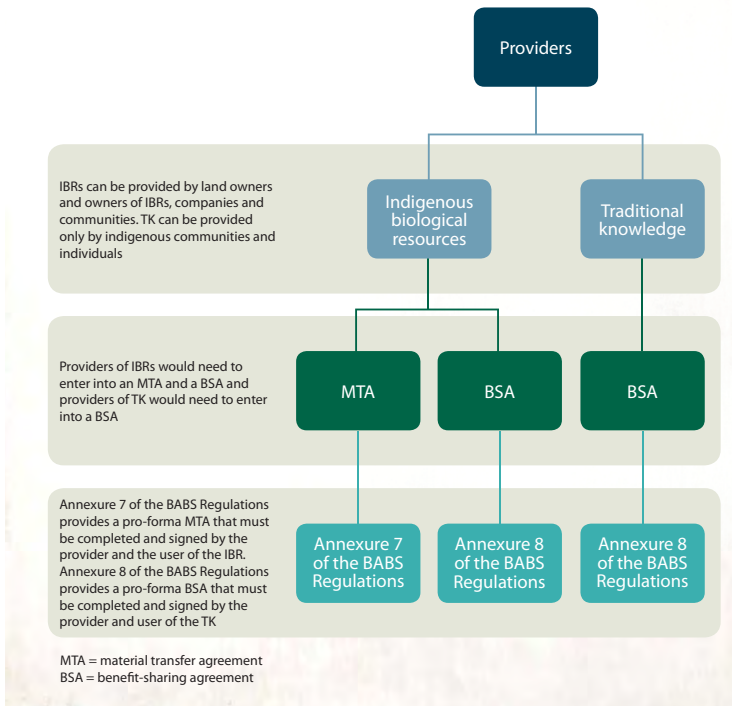 Providers
IBRs can be provided by land owners
and owners of IBRs, companies and
communities. TK can be provided
only by indigenous communities and
individuals
Indigenous
biological
resources
Traditional
knowledge
Providers of IBRs would need to
enter into an MTA and a BSA and
providers of TK would need to enter
into a BSA
MTA
BSA
BSA
Annexure 7 of the BABS Regulations
provides a pro-forma MTA that must
be completed and signed by the
provider and the user of the IBR.
Annexure 8 of the BABS Regulations
provides a pro-forma BSA that must
be completed and signed by the
provider and user of the TK
Annexure 7
of the BABS
Regulations
Annexure 8
of the BABS
Regulations
Annexure 8
of the BABS
Regulations
MTA = material transfer agreement
BSA = benefit-sharing agreement